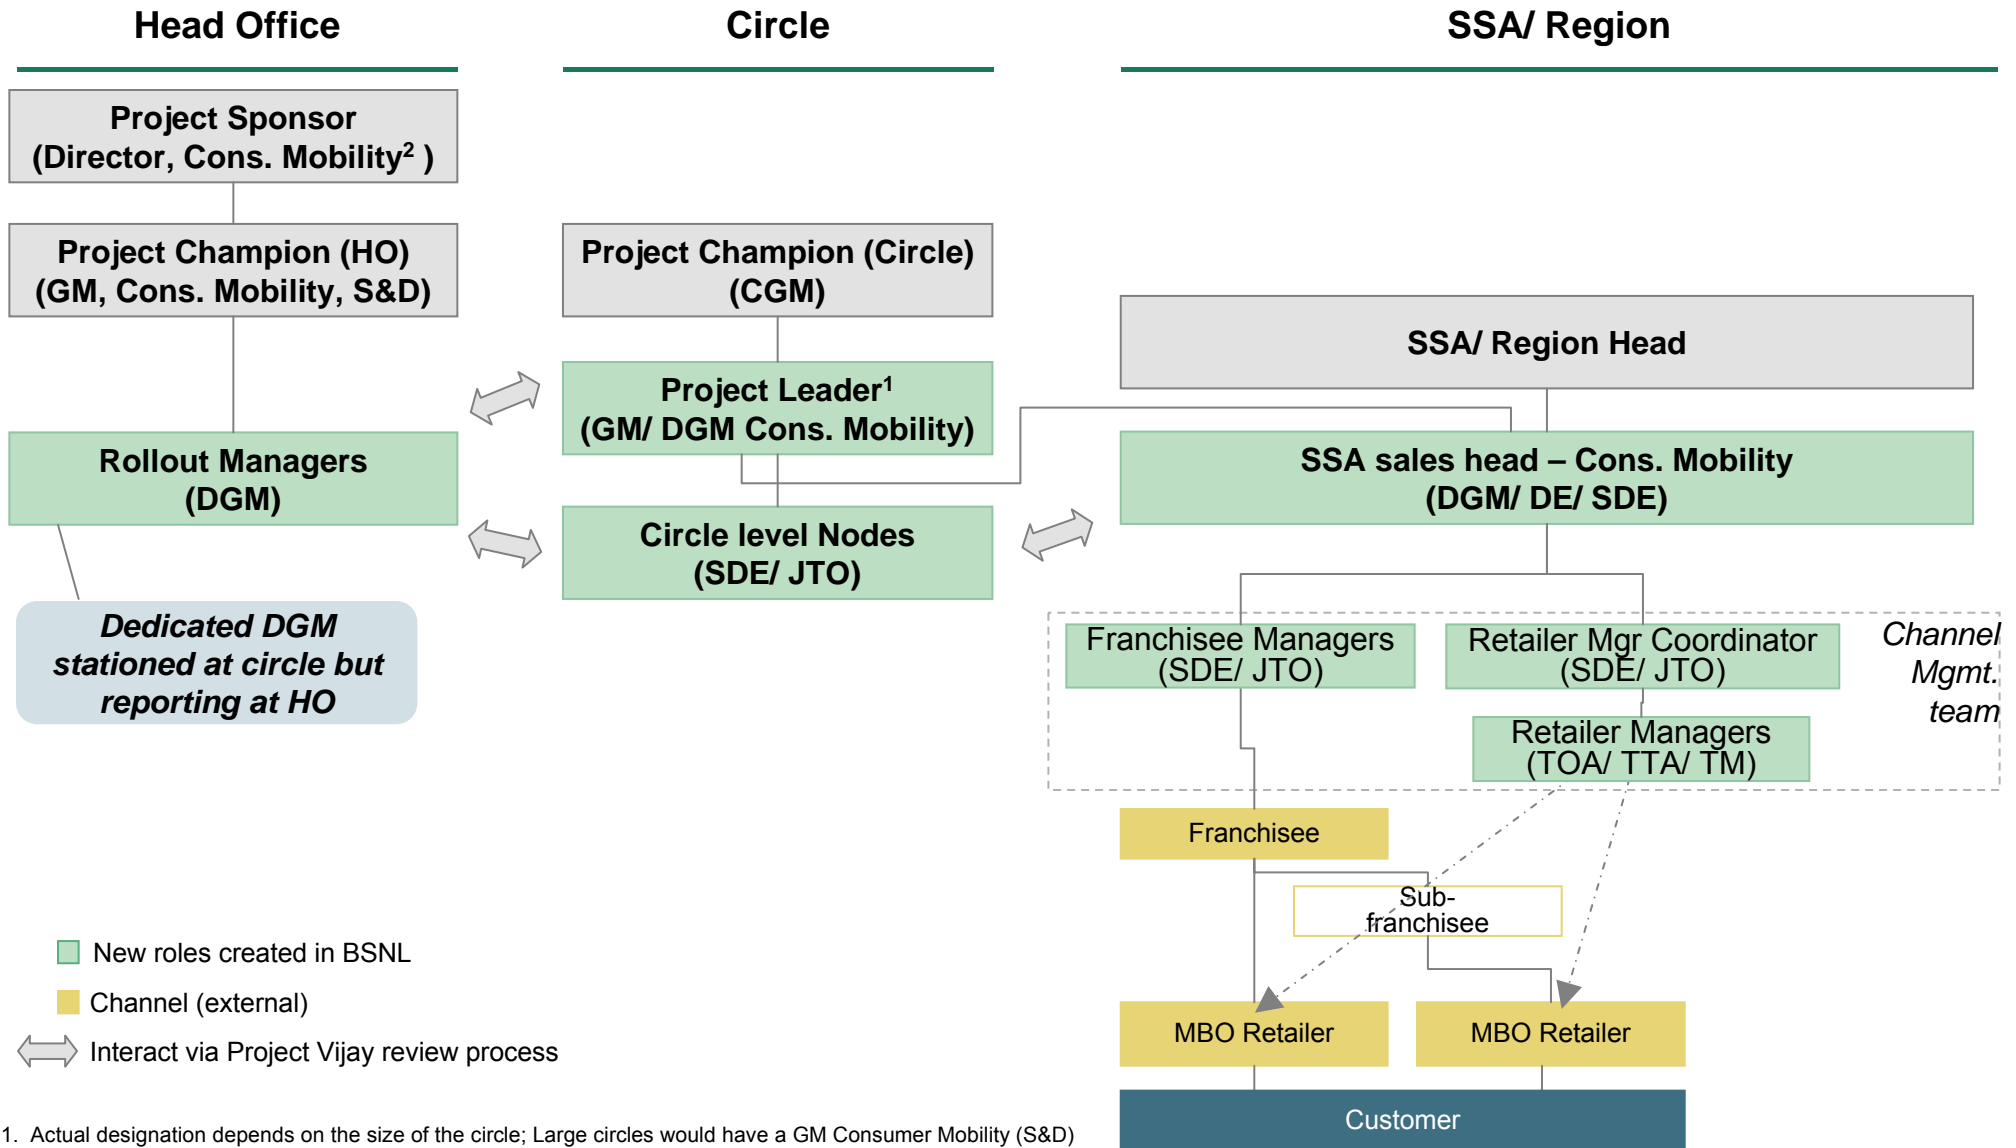 Head Office
Circle
SSA/ Region
Project Sponsor
(Director, Cons. Mobility2 )
Project Champion (HO)
(GM, Cons. Mobility, S&D)
Project Champion (Circle)
(CGM)
SSA/ Region Head
Project Leader1
(GM/ DGM Cons. Mobility)
Rollout Managers
(DGM)
SSA sales head – Cons. Mobility
(DGM/ DE/ SDE)
Circle level Nodes
(SDE/ JTO)
Dedicated DGM
stationed at circle but
reporting at HO
Franchisee Managers
(SDE/ JTO)
Retailer Mgr Coordinator
(SDE/ JTO)
Channel
Mgmt.
team
Retailer Managers
(TOA/ TTA/ TM)
Franchisee
Sub-
franchisee
New roles created in BSNL
Channel (external)
Interact via Project Vijay review process
MBO Retailer
MBO Retailer
Customer
1. Actual designation depends on the size of the circle; Large circles would have a GM Consumer Mobility (S&D)